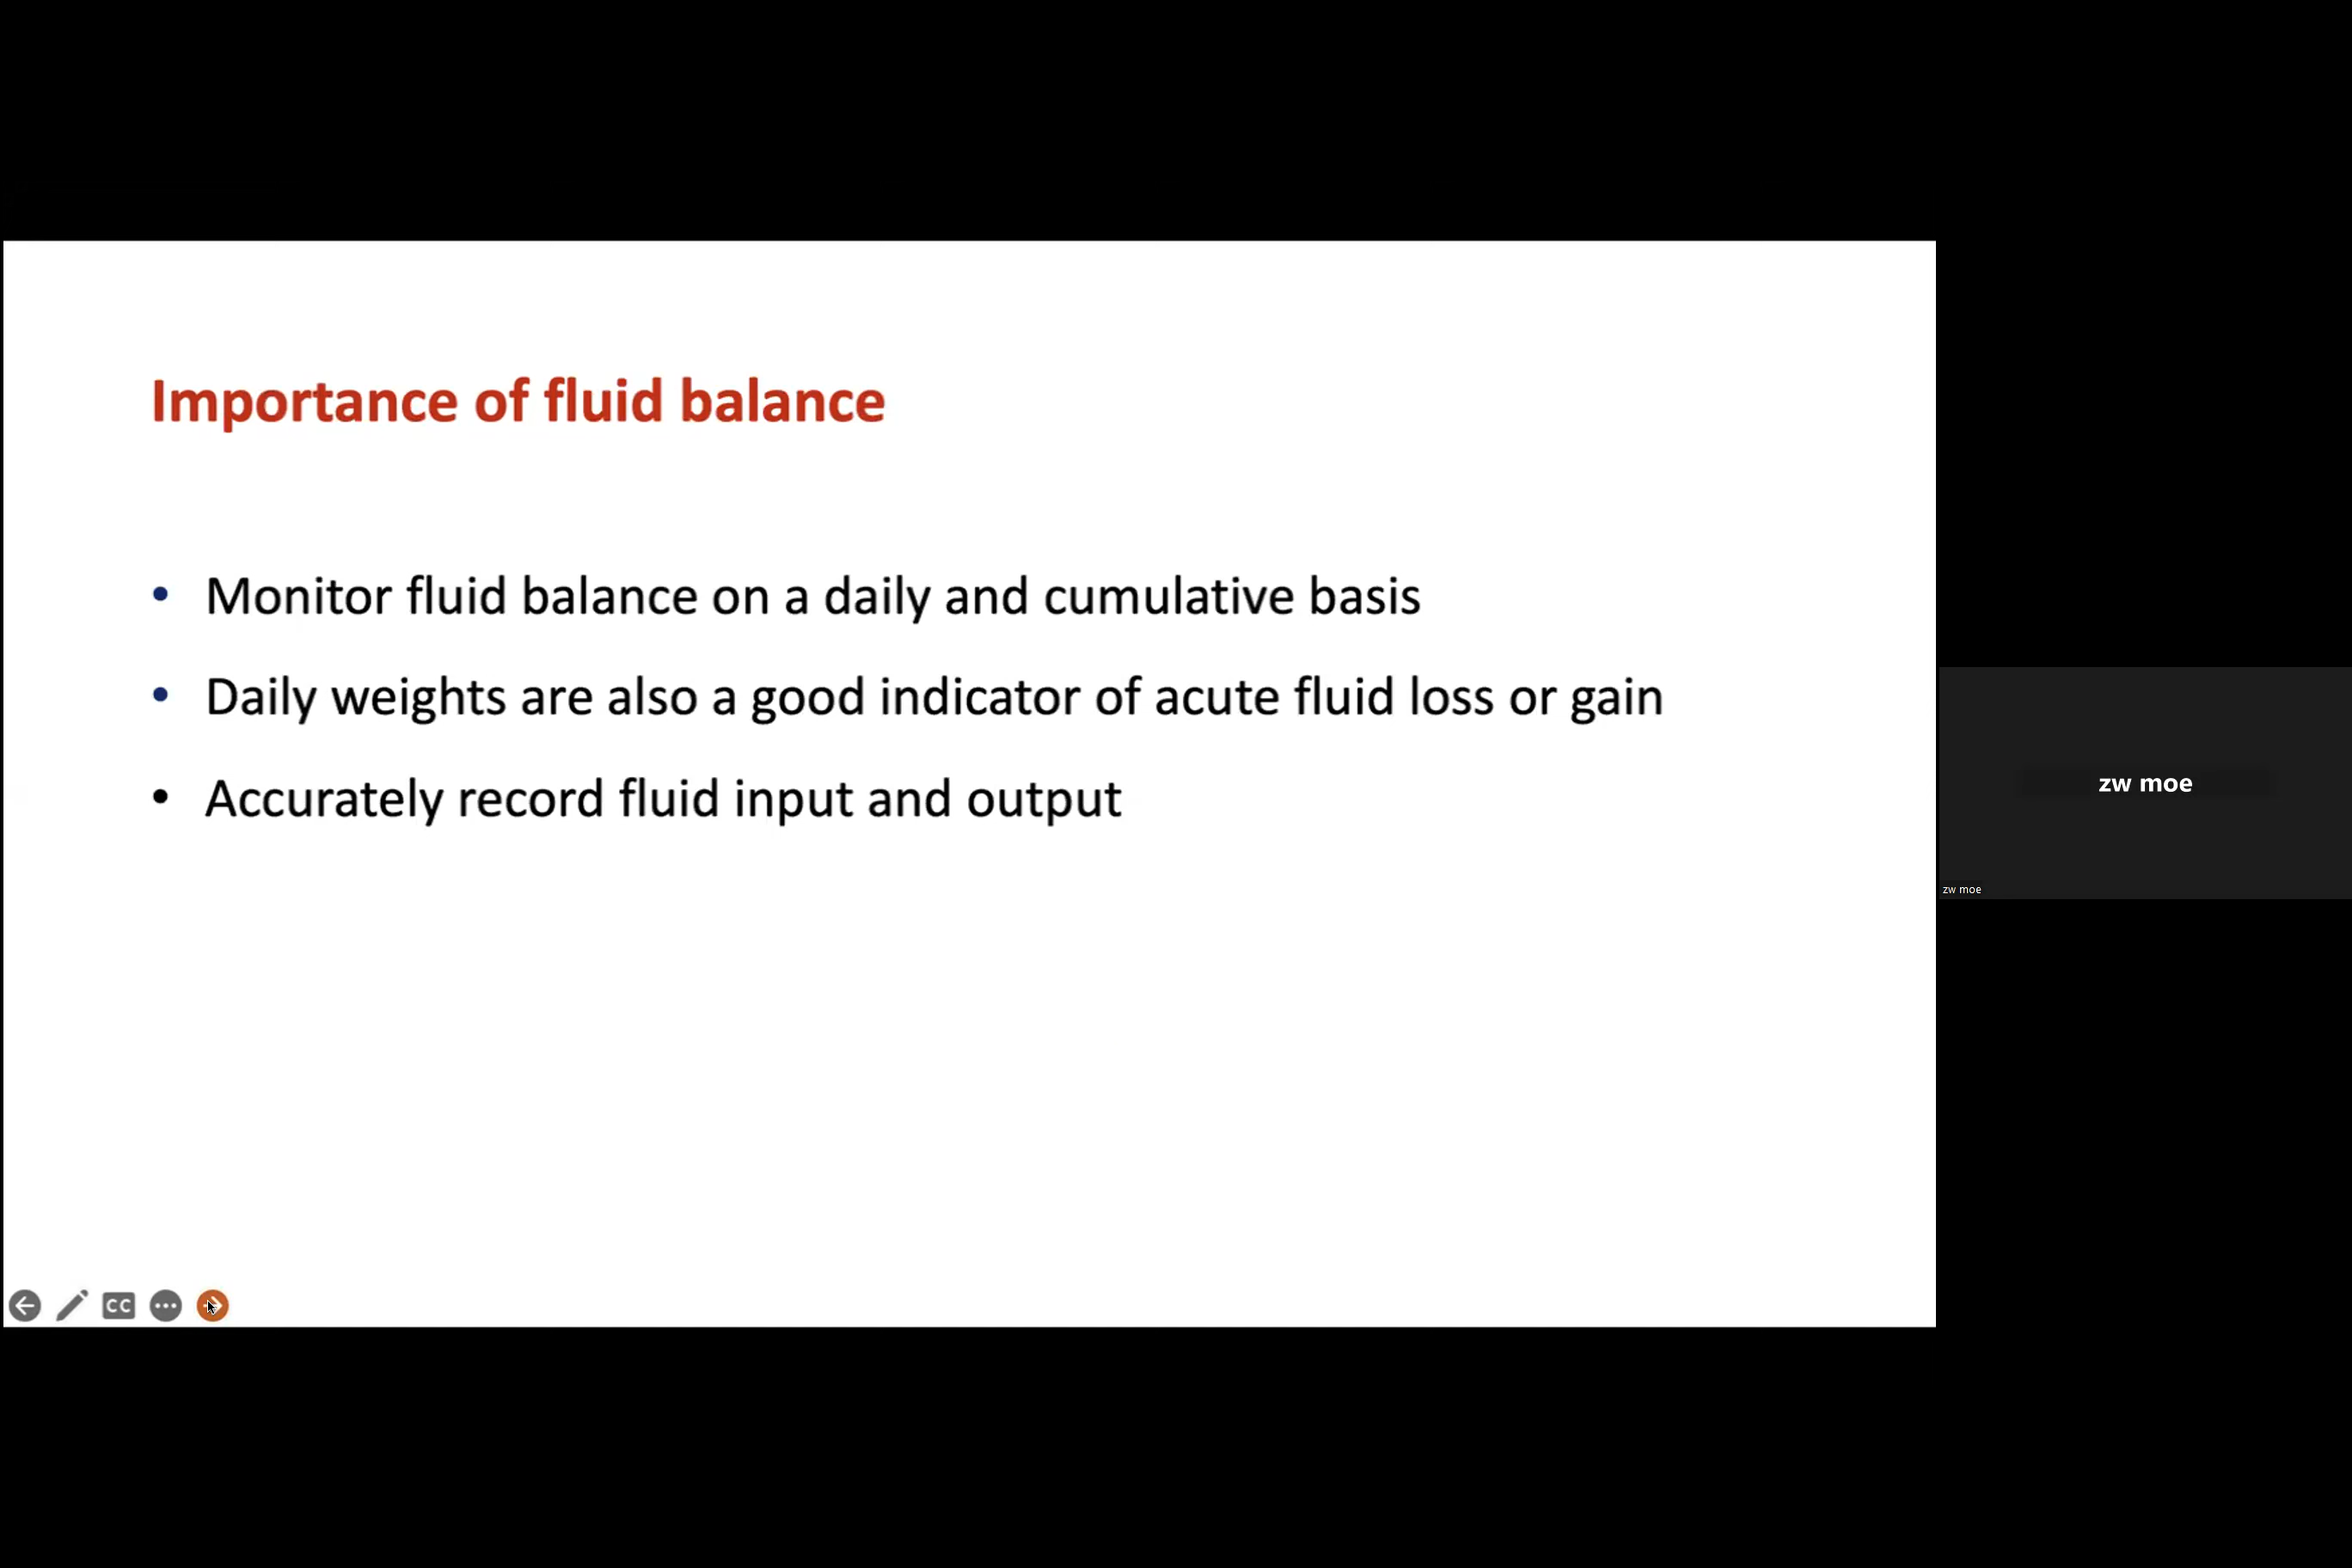 Importance of fluid balance
• Monitor fluid balance on a daily and cumulative basis
• Daily weights are also a good indicator of acute fluid loss or gain
• Accurately record fluid input and output
zw moe
zw moe
CC